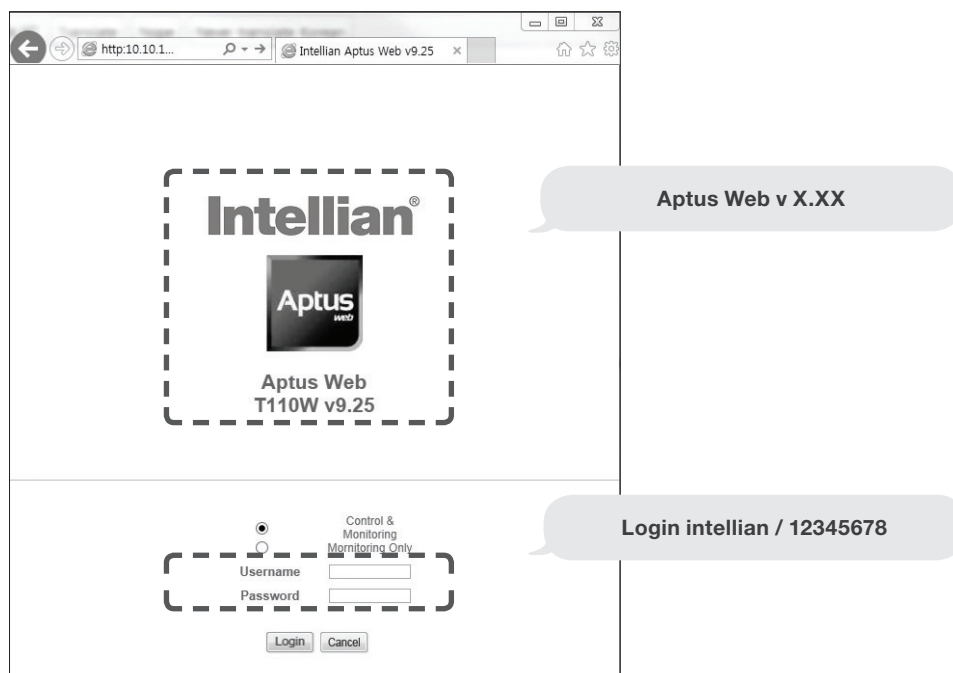 http:10.10.1...
Intellian Aptus Web v9.25
Intellian®
Aptus
web
Aptus Web
T110W v9.25
Aptus Web v X.XX
Control &
Monitoring
Mornitoring Only
Username
Password
Login Cancel
Login intellian / 12345678